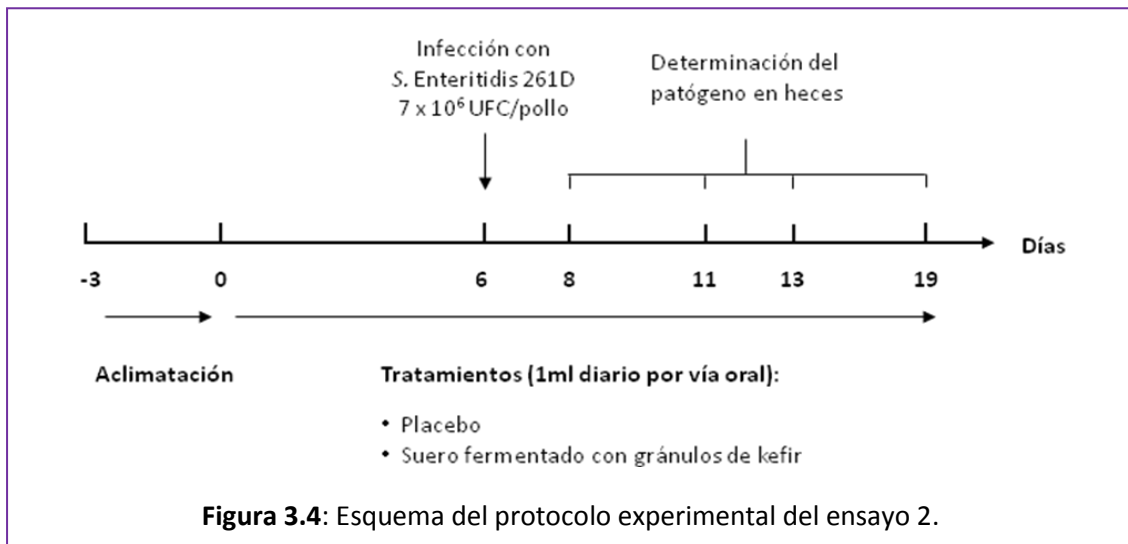 Infección con
S. Enteritidis 261D
7 x 10⁶ UFC/pollo
Determinación del
patógeno en heces
Días
-3 0 6 8 11 13 19
Aclimatación
Tratamientos (1ml diario por vía oral):
• Placebo
• Suero fermentado con gránulos de kefir
Figura 3.4: Esquema del protocolo experimental del ensayo 2.